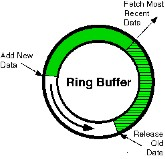 Fetch Most
Recent
Data
Add New
Data
Ring Buffer
Release
Old
Data